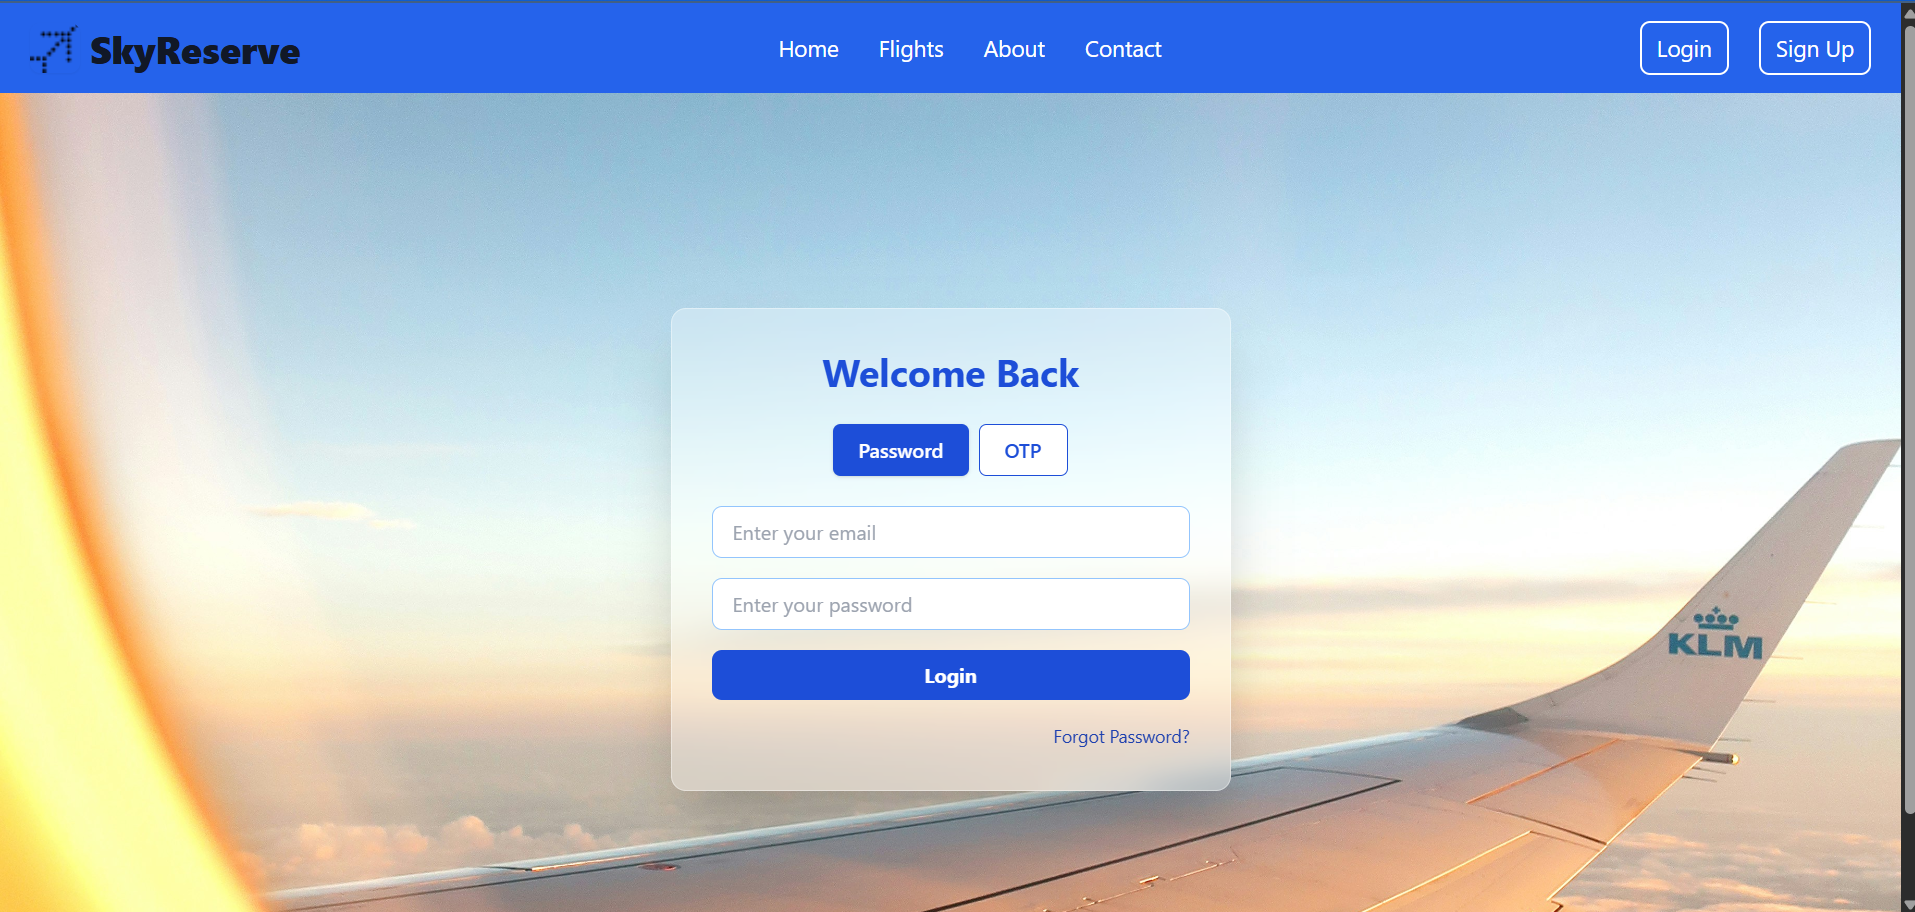 SkyReserve
Home Flights About Contact
Login Sign Up
Welcome Back
Password OTP
Enter your email
Enter your password
Login
Forgot Password?
KLM